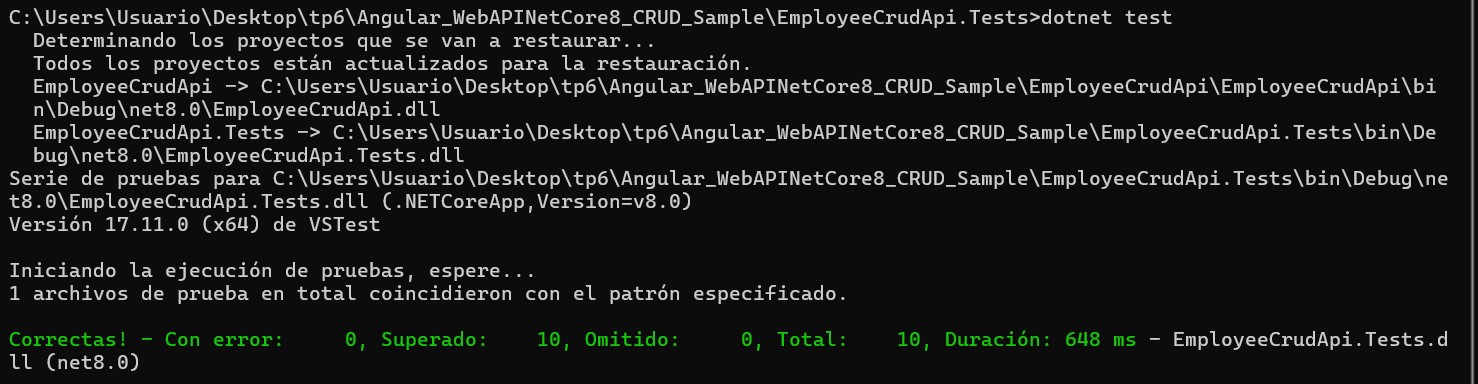 C:\Users\Usuario\Desktop\tp6\Angular_WebAPINetCore8_CRUD_Sample\EmployeeCrudApi.Tests>dotnet test
  Determinando los proyectos que se van a restaurar...
  Todos los proyectos están actualizados para la restauración.
  EmployeeCrudApi -> C:\Users\Usuario\Desktop\tp6\Angular_WebAPINetCore8_CRUD_Sample\EmployeeCrudApi\EmployeeCrudApi\bi
  n\Debug\net8.0\EmployeeCrudApi.dll
  EmployeeCrudApi.Tests -> C:\Users\Usuario\Desktop\tp6\Angular_WebAPINetCore8_CRUD_Sample\EmployeeCrudApi.Tests\bin\De
  bug\net8.0\EmployeeCrudApi.Tests.dll
Serie de pruebas para C:\Users\Usuario\Desktop\tp6\Angular_WebAPINetCore8_CRUD_Sample\EmployeeCrudApi.Tests\bin\Debug\ne
t8.0\EmployeeCrudApi.Tests.dll (.NETCoreApp,Version=v8.0)
Versión 17.11.0 (x64) de VSTest
Iniciando la ejecución de pruebas, espere...
1 archivos de prueba en total coincidieron con el patrón especificado.
Correctas! - Con error:     0, Superado:    10, Omitido:     0, Total:    10, Duración: 648 ms - EmployeeCrudApi.Tests.d
ll (net8.0)